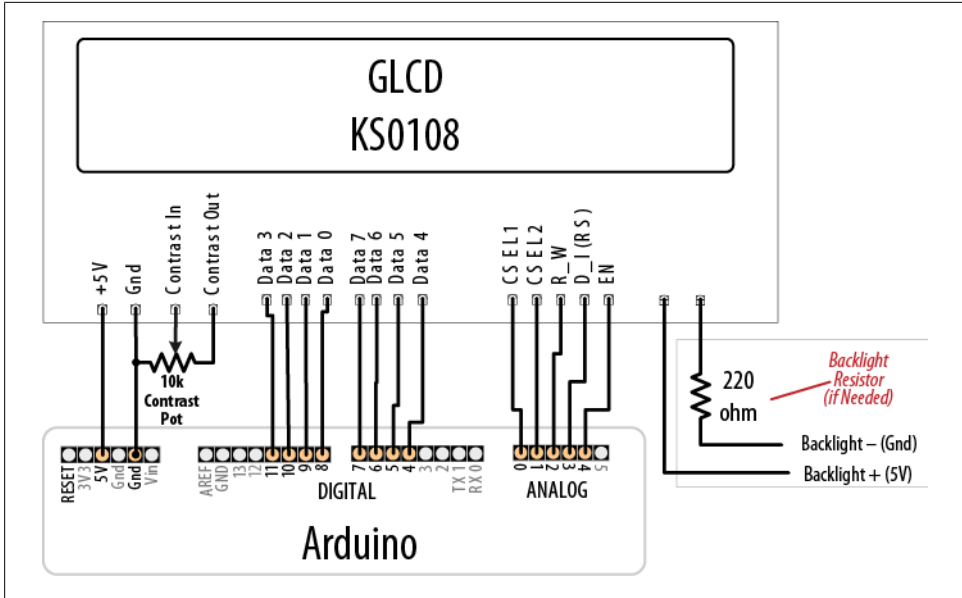 GLCD
KS0108
+5V
Gnd
Contrast In
Contrast Out
Data 3
Data 2
Data 1
Data 0
Data 7
Data 6
Data 5
Data 4
CSEL1
CSEL2
R_W
D_I(RS)
EN
10k
Contrast
Pot
220
ohm
Backlight
Resistor
(if Needed)
Backlight – (Gnd)
Backlight + (5V)
RESET
3V3
5V
Gnd
Gnd
Vin
AREF
GND
13
12
11
10
9
8
7
6
5
4
3
2
TX 1
RX 0
0
1
2
3
4
5
DIGITAL
ANALOG
Arduino